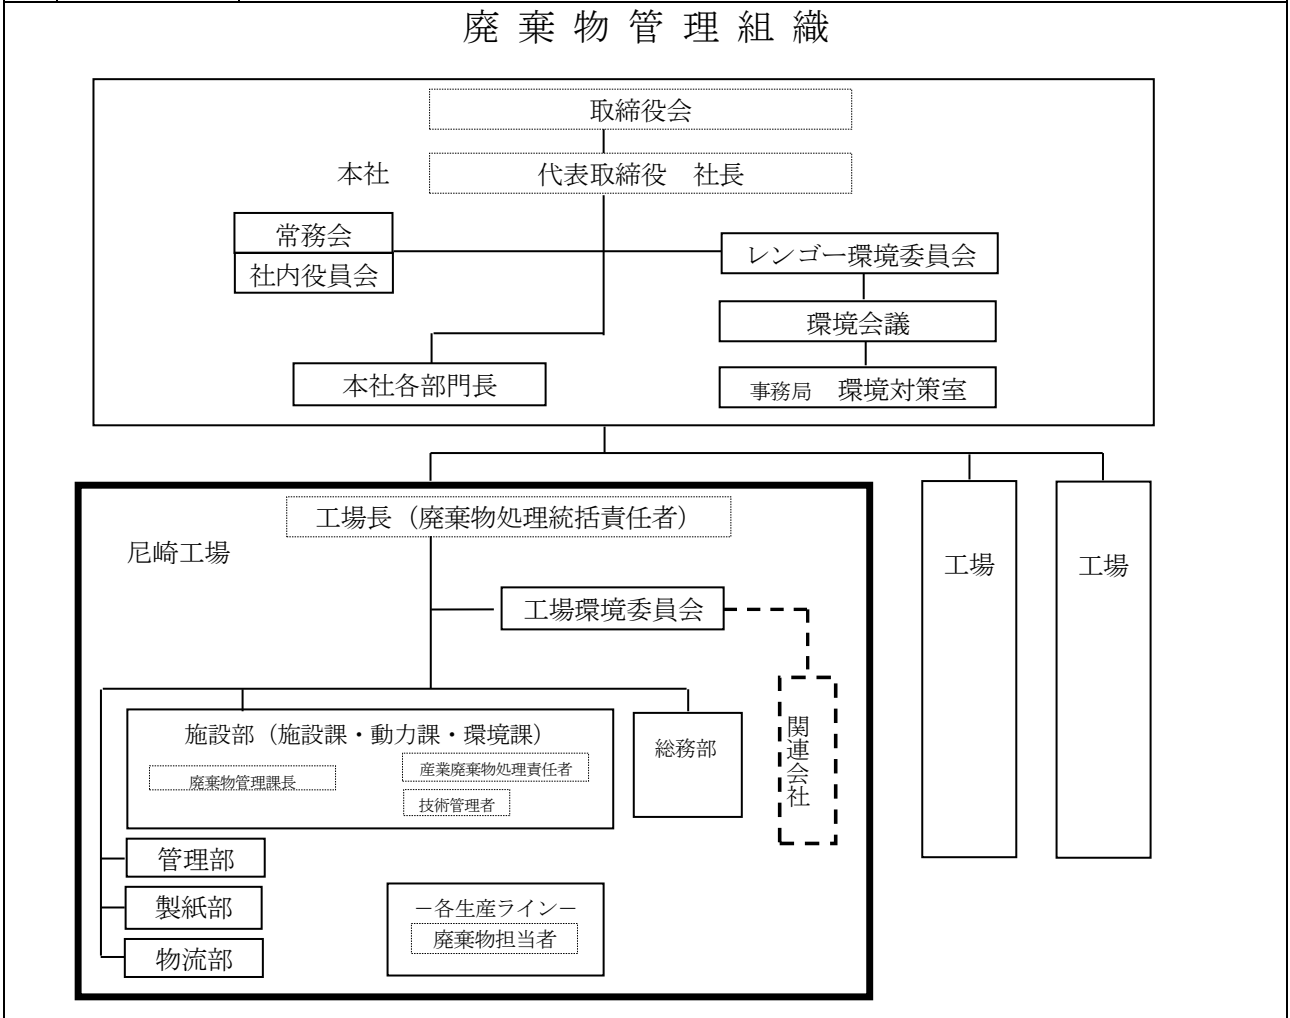 廃棄物管理組織
取締役会
本社
代表取締役　社長
常務会
社内役員会
レンゴー環境委員会
環境会議
本社各部門長
事務局　環境対策室
工場長（廃棄物処理統括責任者）
尼崎工場
工場
工場
工場環境委員会
関連会社
施設部（施設課・動力課・環境課）
総務部
廃棄物管理課長
産業廃棄物処理責任者
技術管理者
管理部
製紙部
物流部
－各生産ライン－
廃棄物担当者